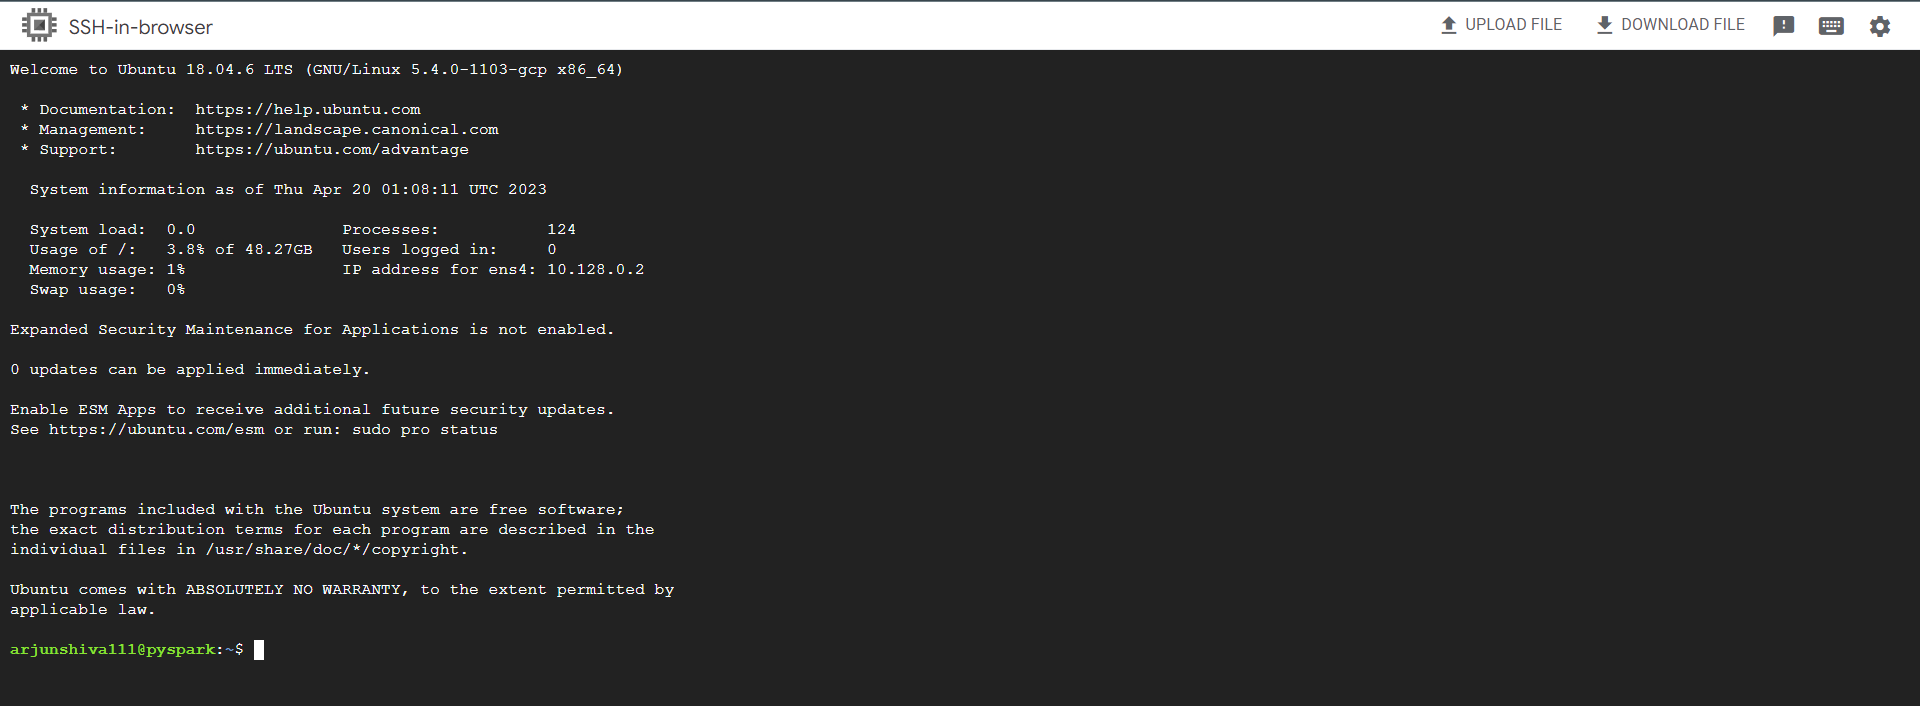 SSH-in-browser
UPLOAD FILE
DOWNLOAD FILE
Welcome to Ubuntu 18.04.6 LTS (GNU/Linux 5.4.0-1103-gcp x86_64)
* Documentation:  https://help.ubuntu.com
* Management:     https://landscape.canonical.com
* Support:        https://ubuntu.com/advantage
System information as of Thu Apr 20 01:08:11 UTC 2023
System load:  0.0               Processes:           124
Usage of /:   3.8% of 48.27GB   Users logged in:     0
Memory usage: 1%                IP address for ens4: 10.128.0.2
Swap usage:   0%
Expanded Security Maintenance for Applications is not enabled.
0 updates can be applied immediately.
Enable ESM Apps to receive additional future security updates.
See https://ubuntu.com/esm or run: sudo pro status
The programs included with the Ubuntu system are free software;
the exact distribution terms for each program are described in the
individual files in /usr/share/doc/*/copyright.
Ubuntu comes with ABSOLUTELY NO WARRANTY, to the extent permitted by
applicable law.
arjunshiva111@pyspark:~$